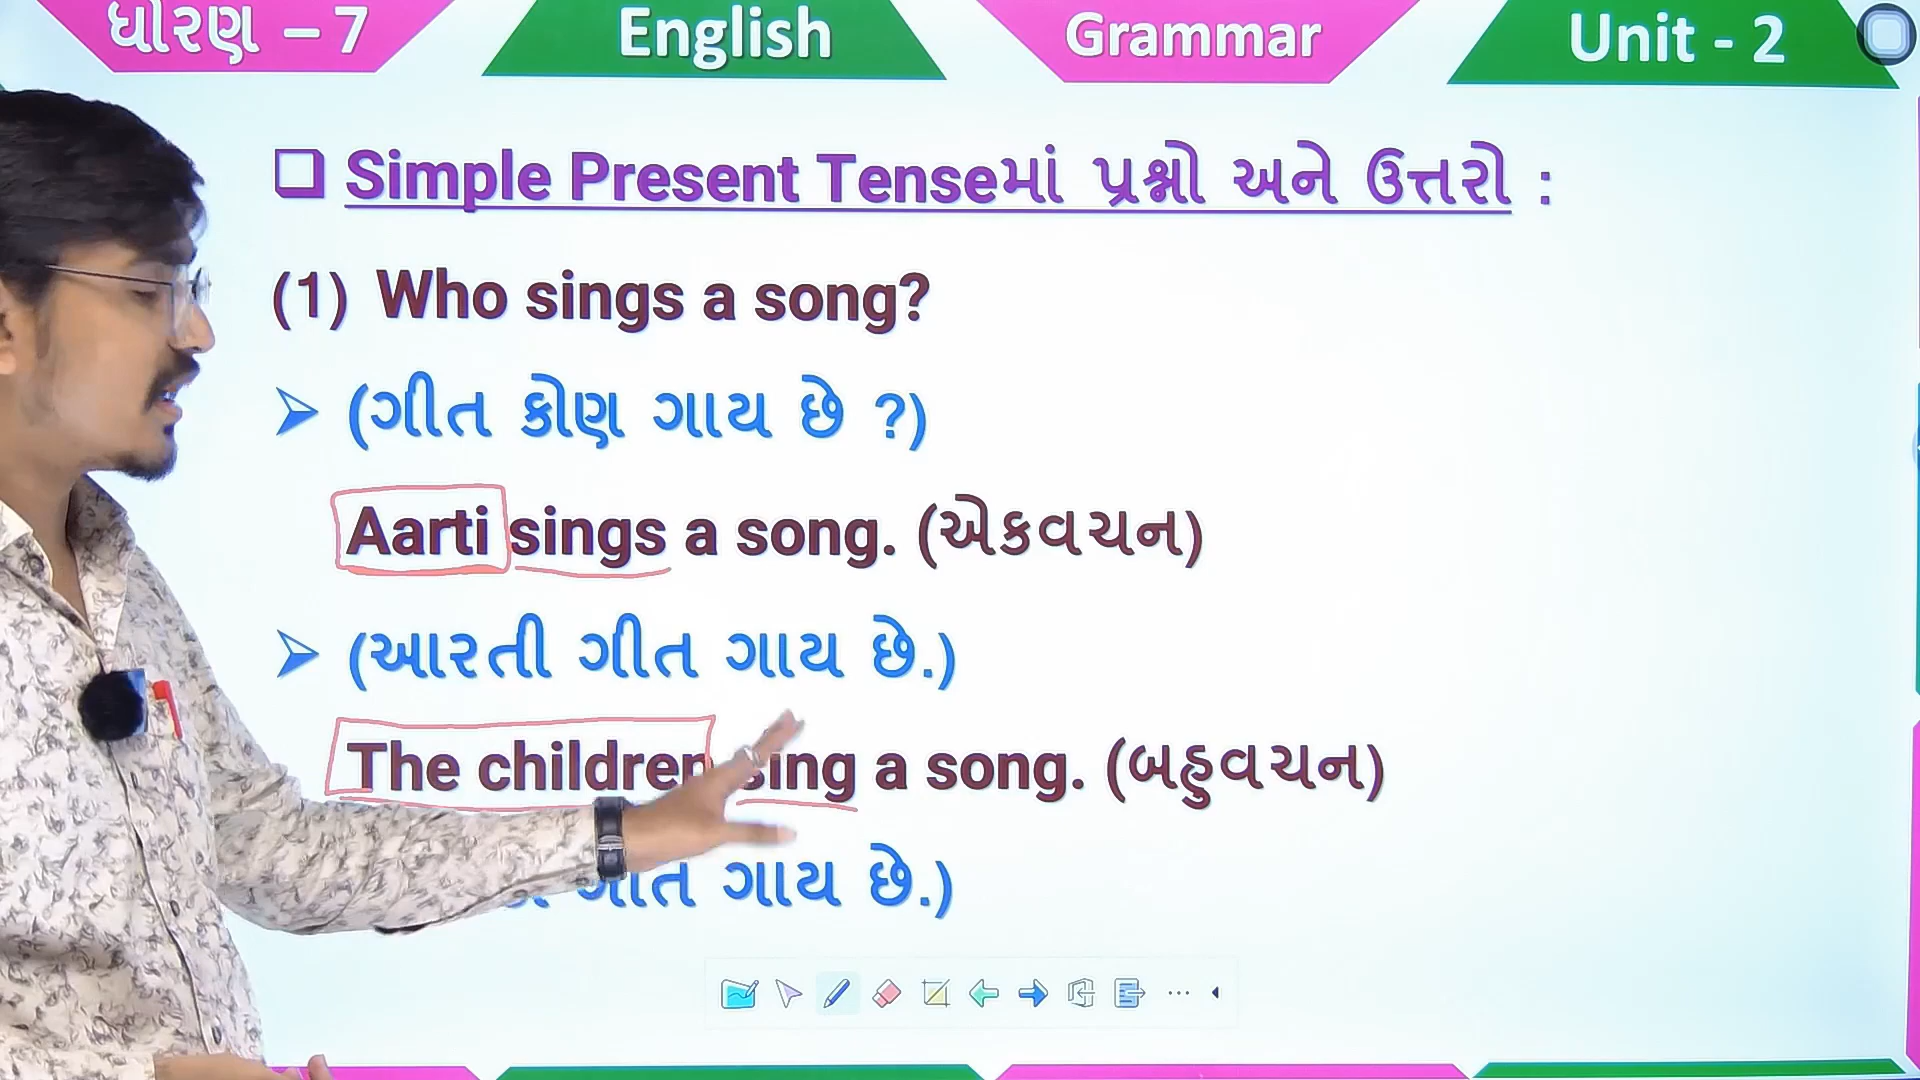 ધોરણ – 7 English Grammar Unit - 2
❑ Simple Present Tenseમાં પ્રશ્નો અને ઉત્તરો :
(1) Who sings a song?
➢ (ગીત કોણ ગાય છે ?)
Aarti sings a song. (એકવચન)
➢ (આરતી ગીત ગાય છે.)
The children sing a song. (બહુવચન)
ગીત ગાય છે.)